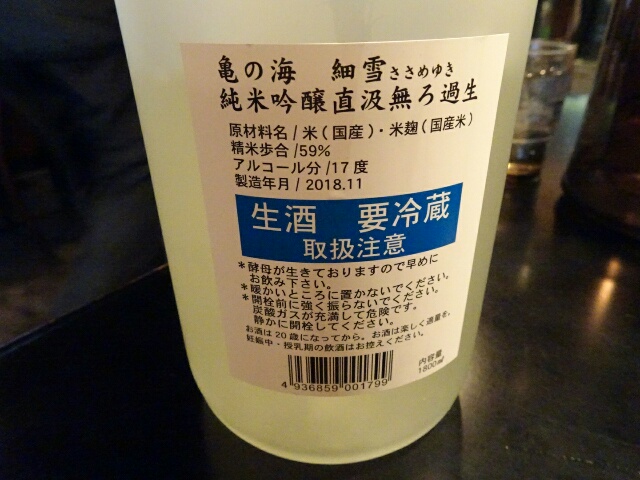 亀の海　細雪ささめゆき
純米吟醸直汲無ろ過生
原材料名/米(国産)・米麹(国産米)
精米歩合/59%
アルコール分/17度
製造年月/2018.11
生酒　要冷蔵
取扱注意
*酵母が生きておりますので早めに
お飲み下さい。
*暖かいところに置かないでください。
*開栓前に強く振らないでください。
炭酸ガスが充満して危険です。
静かに開栓してください。
お酒は20歳になってから。お酒は楽しく適量を。
妊娠中・授乳期の飲酒はお控えください。
内容量
1800㎖
4 936859 001799